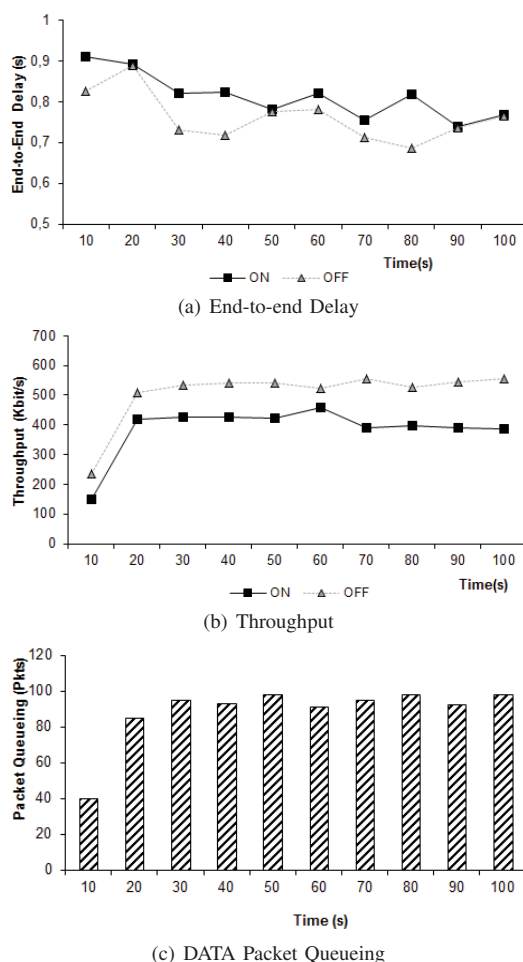 End-to-End Delay (s)
1
0,9
0,8
0,7
0,6
0,5
10 20 30 40 50 60 70 80 90 100
Time(s)
ON OFF
(a) End-to-end Delay
Throughput (Kbit/s)
700
600
500
400
300
200
100
0
10 20 30 40 50 60 70 80 90 100
Time(s)
ON OFF
(b) Throughput
Packet Queueing (Pkts)
120
100
80
60
40
20
0
10 20 30 40 50 60 70 80 90 100
Time (s)
(c) DATA Packet Queueing